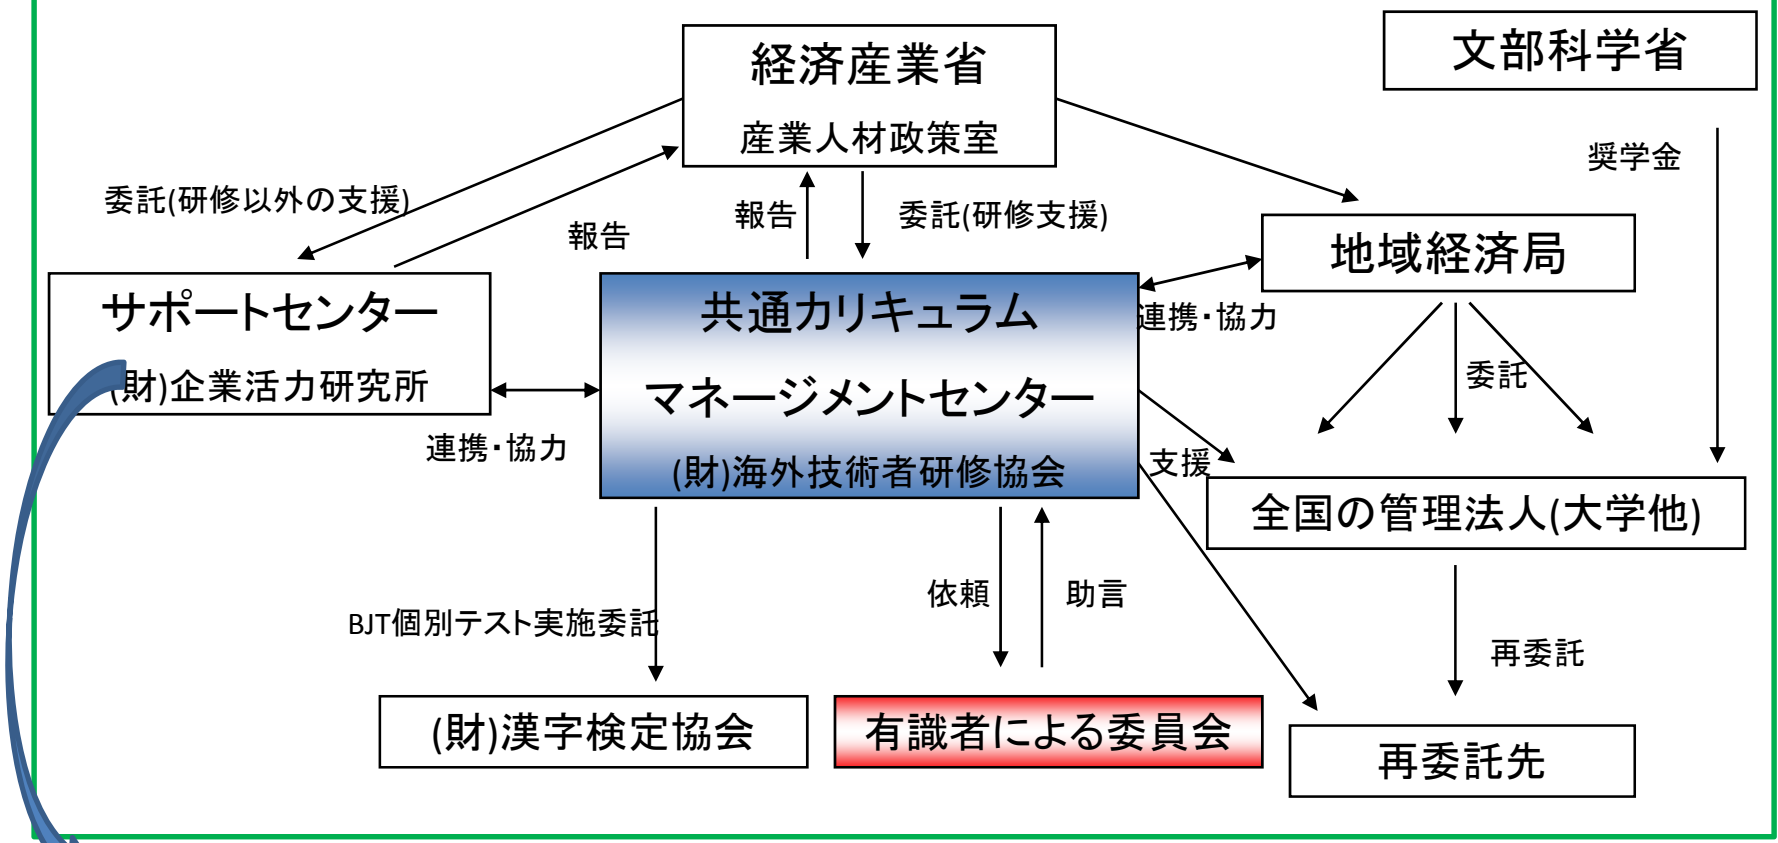 経済産業省
産業人材政策室
文部科学省
奨学金
委託(研修以外の支援)
報告
報告
委託(研修支援)
地域経済局
サポートセンター
(財)企業活力研究所
共通カリキュラム
マネージメントセンター
(財)海外技術者研修協会
連携・協力
委託
連携・協力
支援
全国の管理法人(大学他)
BJT個別テスト実施委託
依頼
助言
再委託
(財)漢字検定協会
有識者による委員会
再委託先